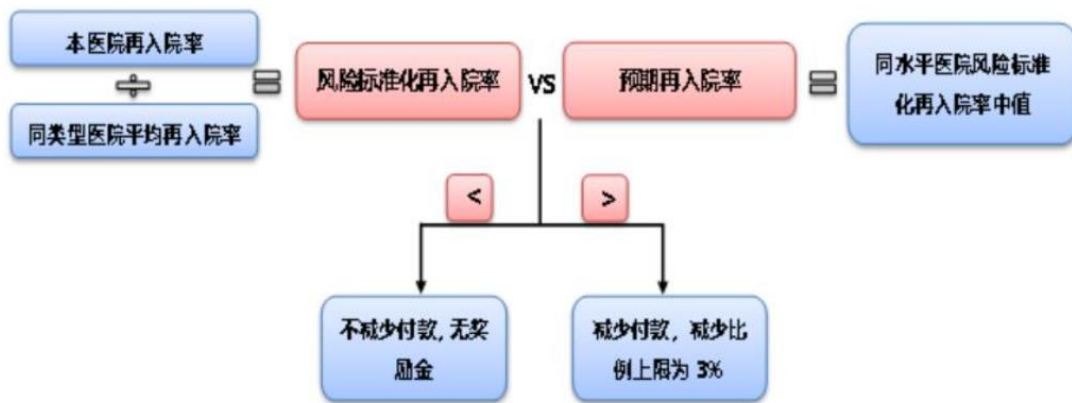 本医院再入院率
÷
同类型医院平均再入院率
=
风险标准化再入院率
VS
预期再入院率
=
同水平医院风险标准
化再入院率中值
<
>
不减少付款,无奖
励金
减少付款，减少比
例上限为 3%